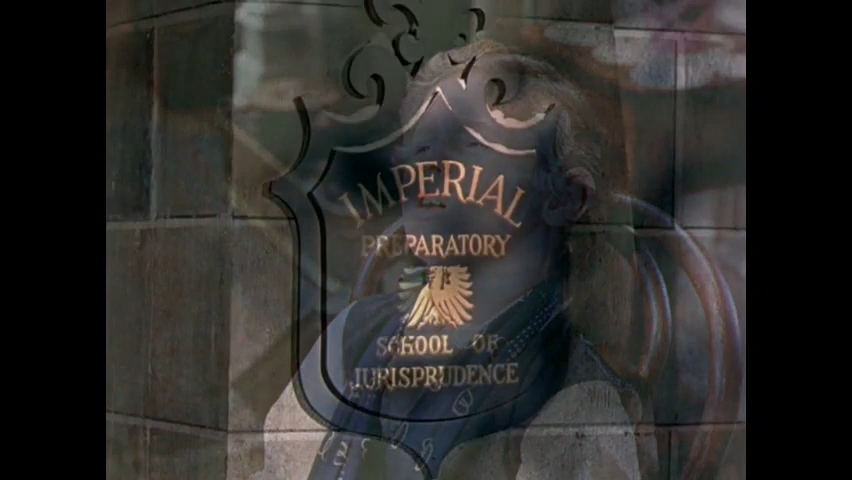 IMPERIAL
PREPARATORY
SCHOOL OF
JURISPRUDENCE